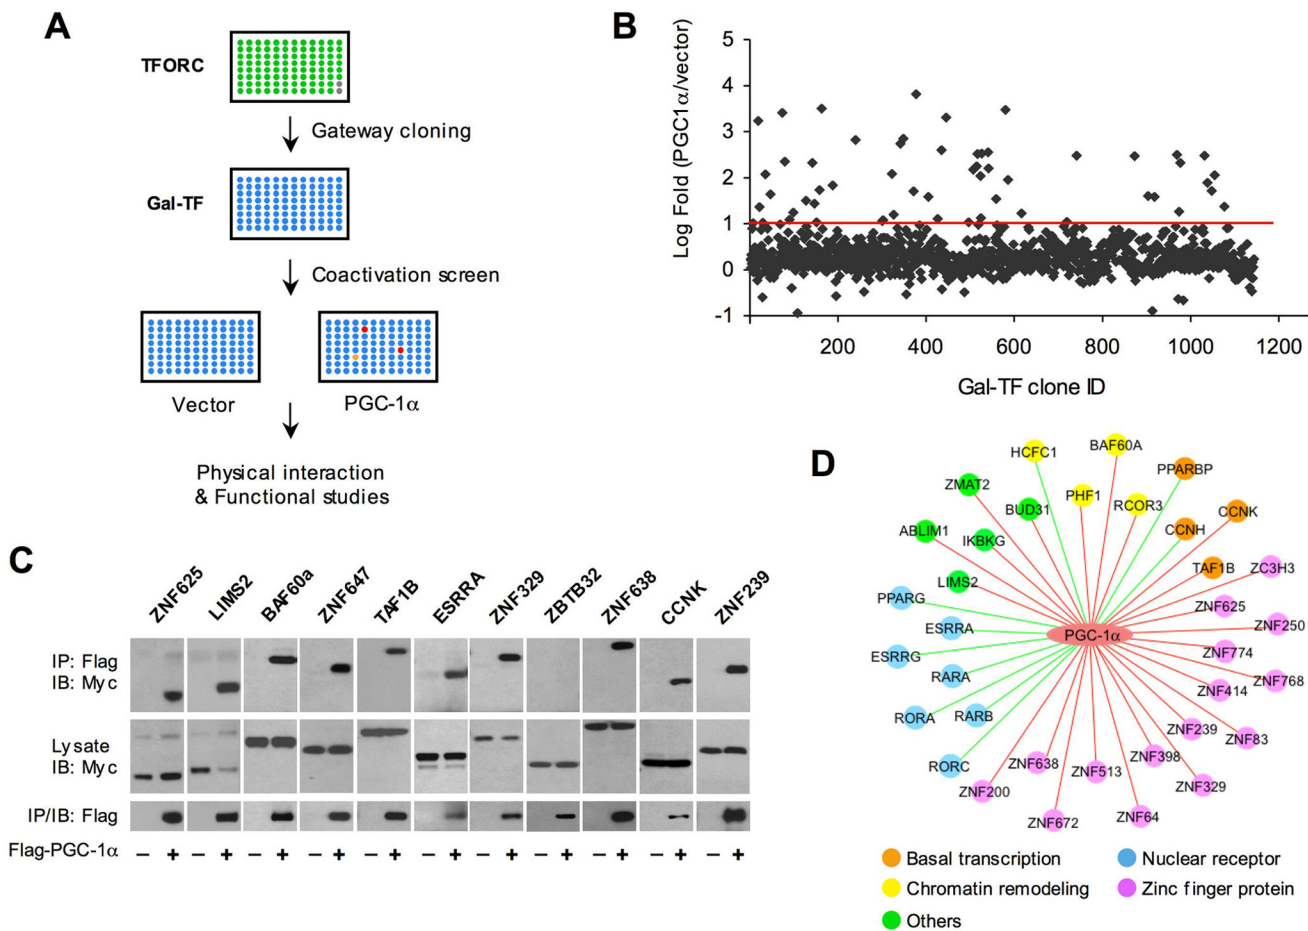 A
TFORC
Gateway cloning
Gal-TF
Coactivation screen
Vector
PGC-1α
Physical interaction
& Functional studies
B
Log Fold (PGC1α/vector)
5
4
3
2
1
0
-1
200
400
600
800
1000
1200
Gal-TF clone ID
C
ZNF625
LIMS2
BAF60a
ZNF647
TAF1B
ESRRA
ZNF329
ZBTB32
ZNF638
CCNK
ZNF239
IP: Flag
IB: Myc
Lysate
IB: Myc
IP/IB: Flag
Flag-PGC-1α
– + – + – + – + – + – + – + – + – + – + – +
D
HCFC1
BAF60A
PPARBP
ZMAT2
PHF1
RCOR3
BUD31
CCNK
ABLIM1
IKBKG
CCNH
LIMS2
TAF1B
ZC3H3
PPARG
ZNF625
ESRRA
PGC-1α
ZNF250
ESRRG
ZNF774
RARA
ZNF768
ZNF414
RORA
RARB
ZNF239
ZNF83
RORC
ZNF638
ZNF398
ZNF513
ZNF200
ZNF329
ZNF672
ZNF64
Basal transcription
Nuclear receptor
Chromatin remodeling
Zinc finger protein
Others